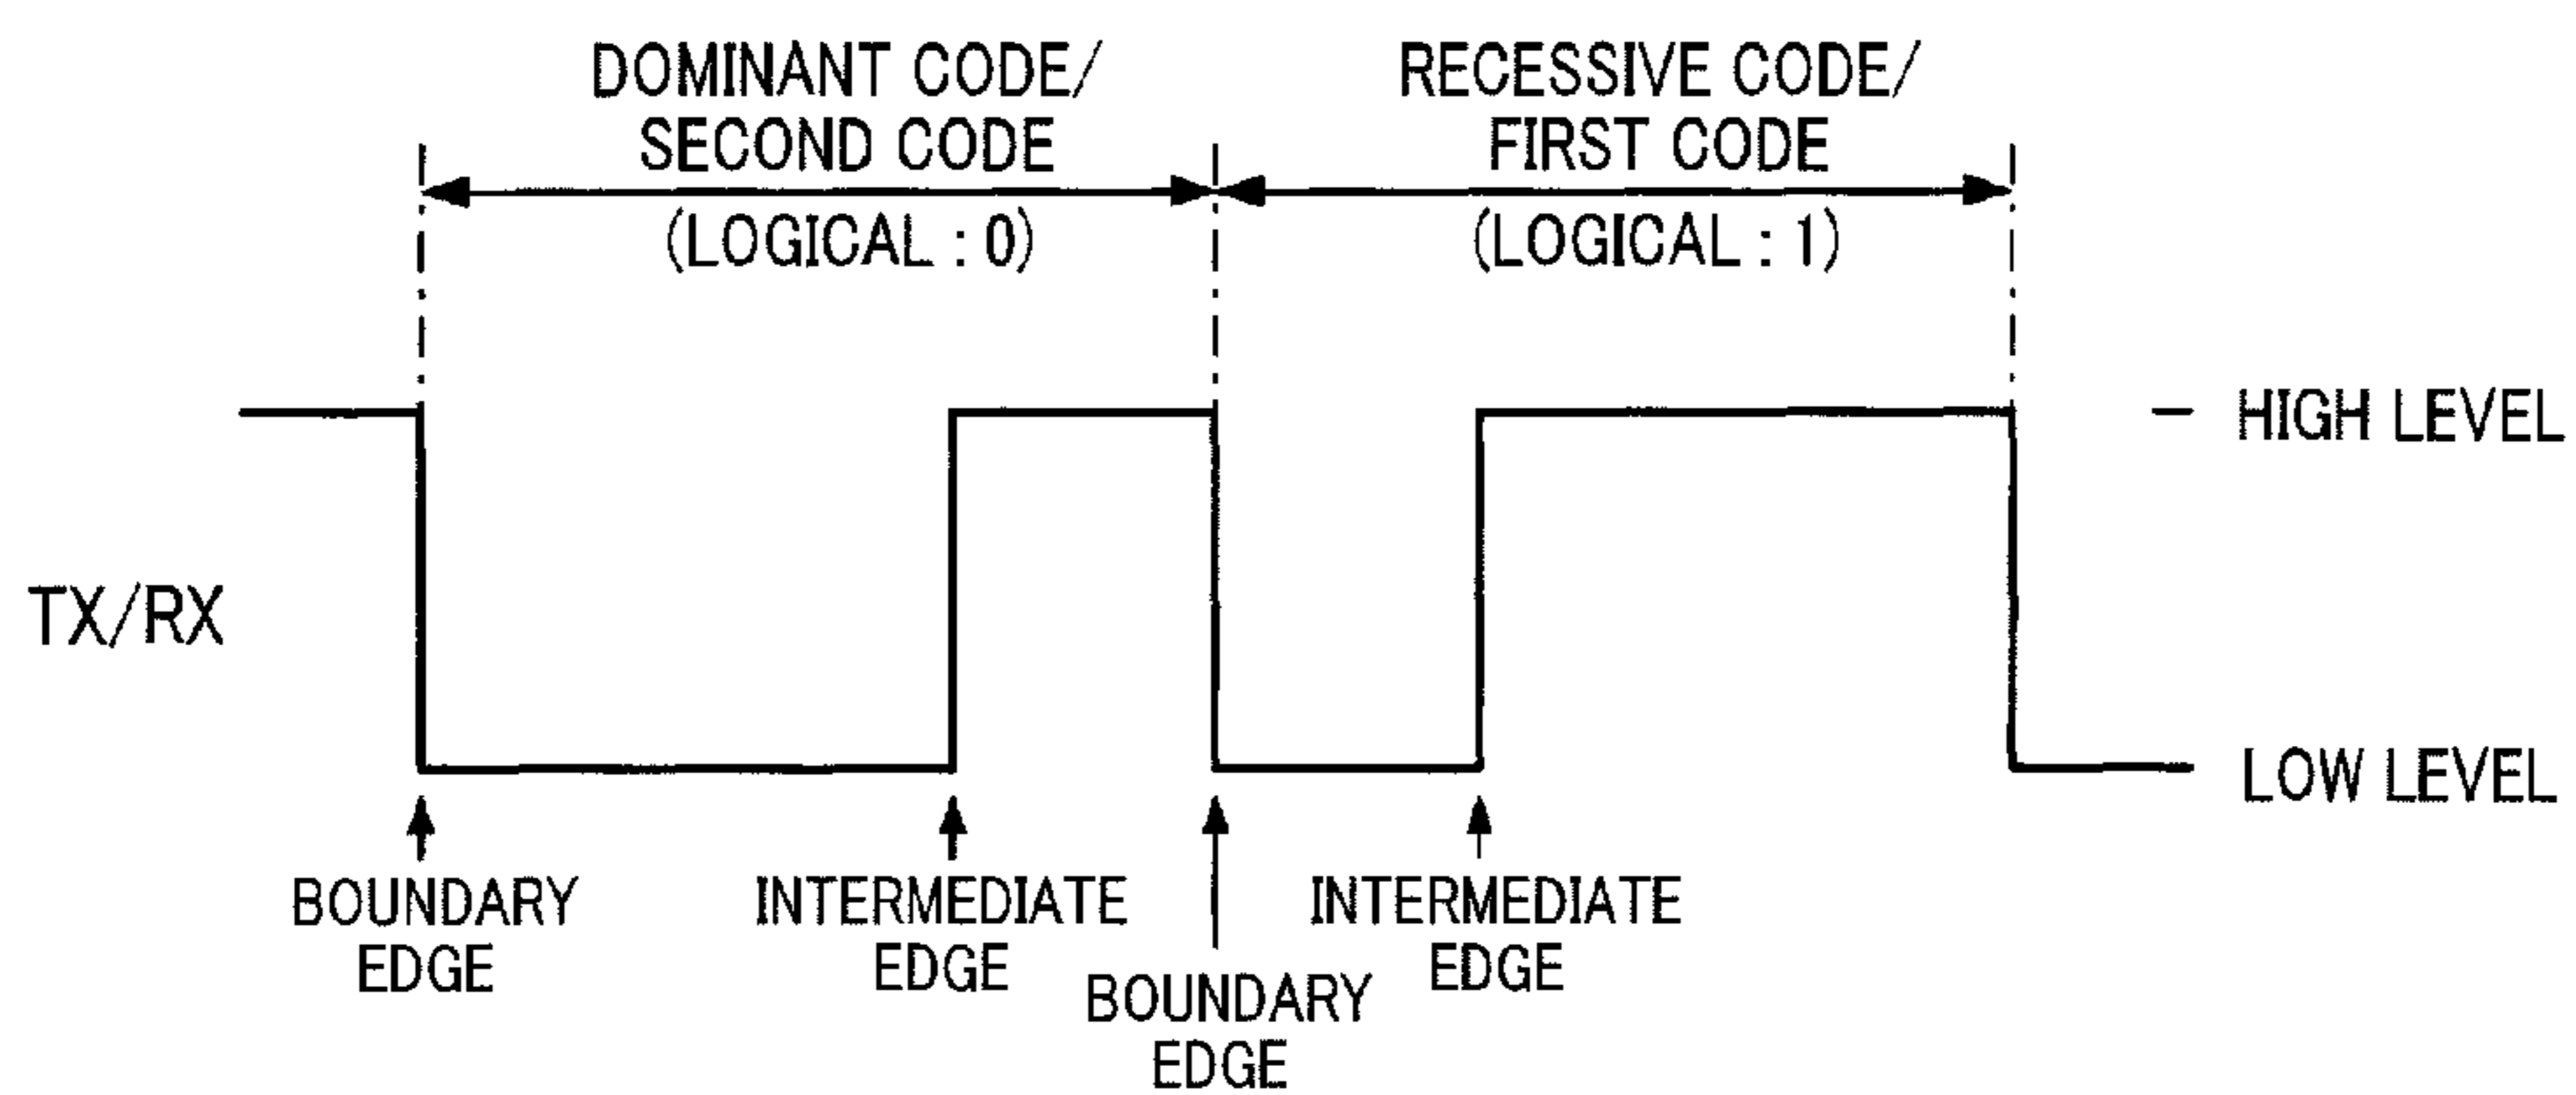 DOMINANT CODE/
SECOND CODE
(LOGICAL : 0)
RECESSIVE CODE/
FIRST CODE
(LOGICAL : 1)
HIGH LEVEL
TX/RX
LOW LEVEL
BOUNDARY
EDGE
INTERMEDIATE
EDGE
BOUNDARY
EDGE
INTERMEDIATE
EDGE